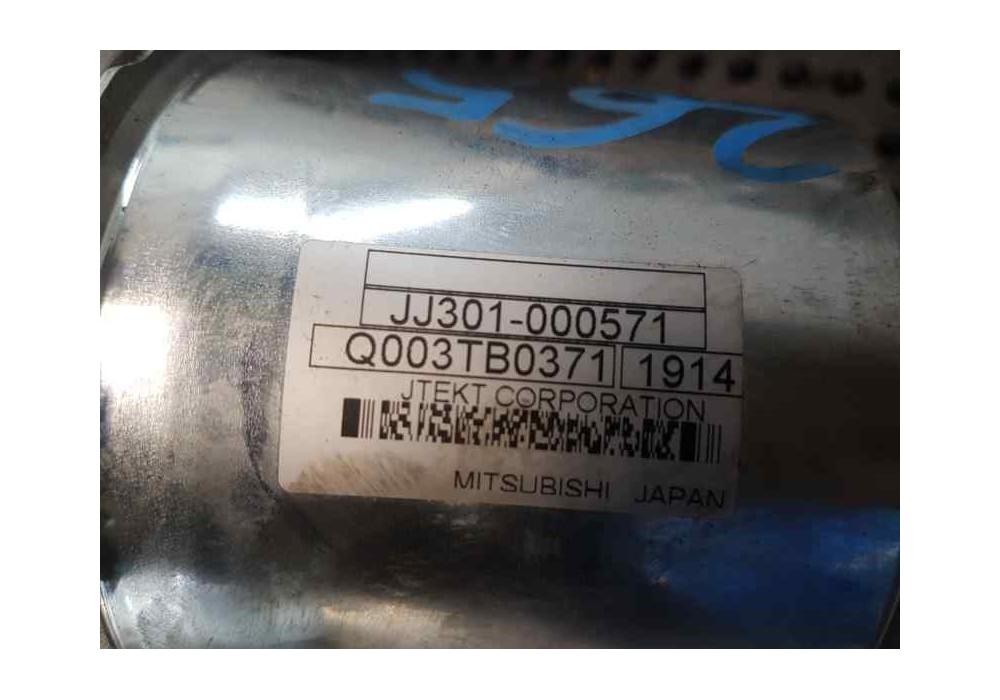 JJ301-000571
Q003TB0371 1914
JTEKT CORPORATION
MITSUBISHI JAPAN